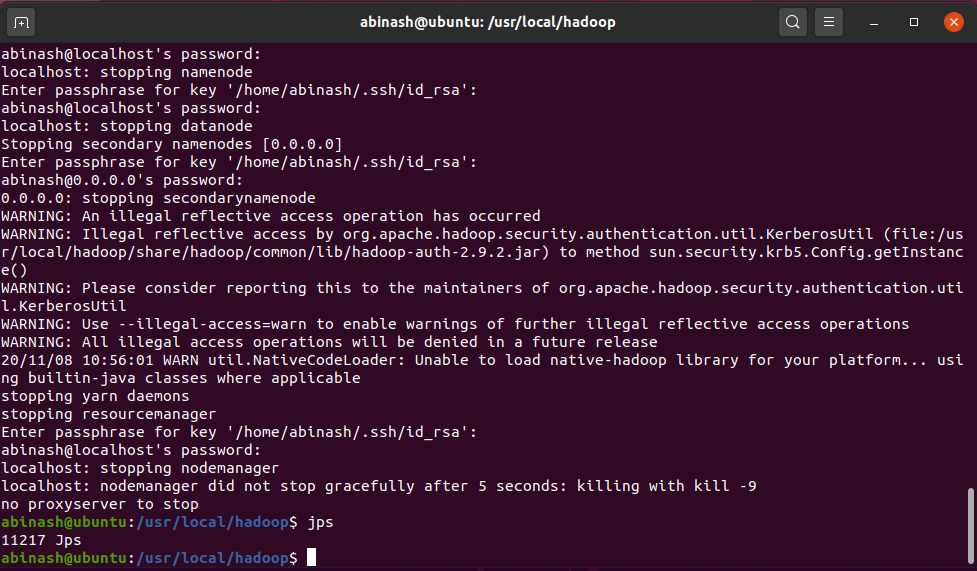 abinash@ubuntu: /usr/local/hadoop
abinash@localhost's password:
localhost: stopping namenode
Enter passphrase for key '/home/abinash/.ssh/id_rsa':
abinash@localhost's password:
localhost: stopping datanode
Stopping secondary namenodes [0.0.0.0]
Enter passphrase for key '/home/abinash/.ssh/id_rsa':
abinash@0.0.0.0's password:
0.0.0.0: stopping secondarynamenode
WARNING: An illegal reflective access operation has occurred
WARNING: Illegal reflective access by org.apache.hadoop.security.authentication.util.KerberosUtil (file:/us
r/local/hadoop/share/hadoop/common/lib/hadoop-auth-2.9.2.jar) to method sun.security.krb5.Config.getInstanc
e()
WARNING: Please consider reporting this to the maintainers of org.apache.hadoop.security.authentication.uti
l.KerberosUtil
WARNING: Use --illegal-access=warn to enable warnings of further illegal reflective access operations
WARNING: All illegal access operations will be denied in a future release
20/11/08 10:56:01 WARN util.NativeCodeLoader: Unable to load native-hadoop library for your platform... usi
ng builtin-java classes where applicable
stopping yarn daemons
stopping resourcemanager
Enter passphrase for key '/home/abinash/.ssh/id_rsa':
abinash@localhost's password:
localhost: stopping nodemanager
localhost: nodemanager did not stop gracefully after 5 seconds: killing with kill -9
no proxyserver to stop
abinash@ubuntu:/usr/local/hadoop$ jps
11217 Jps
abinash@ubuntu:/usr/local/hadoop$